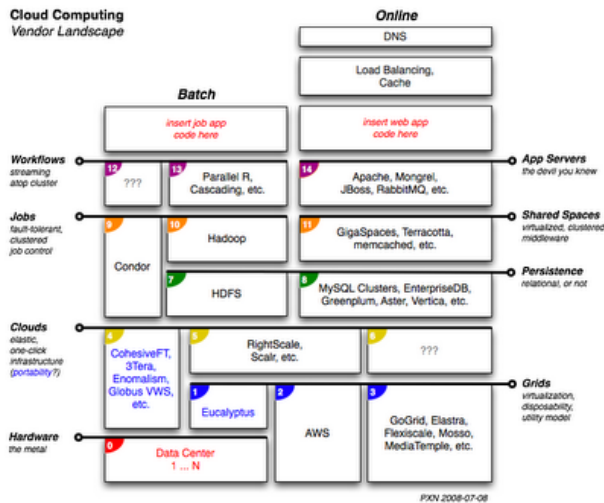 Cloud Computing
Vendor Landscape
Online
DNS
Load Balancing,
Cache
Batch
insert job app
code here
insert web app
code here
Workflows
streaming
atop cluster
12
???
13
Parallel R,
Cascading, etc.
14
Apache, Mongrel,
JBoss, RabbitMQ, etc.
App Servers
the devil you knew
Jobs
fault-tolerant,
clustered
job control
9
Condor
10
Hadoop
11
GigaSpaces, Terracotta,
memcached, etc.
Shared Spaces
virtualized, clustered
middleware
7
HDFS
8
MySQL Clusters, EnterpriseDB,
Greenplum, Aster, Vertica, etc.
Persistence
relational, or not
Clouds
elastic,
one-click
infrastructure
(portability?)
4
CohesiveFT,
3Tera,
Enomalism,
Globus VWS,
etc.
5
RightScale,
Scalr, etc.
6
???
1
Eucalyptus
2
AWS
3
GoGrid, Elastra,
Flexiscale, Mosso,
MediaTemple, etc.
Grids
virtualization,
disposability,
utility model
Hardware
the metal
0
Data Center
1 ... N
PXN 2008-07-08